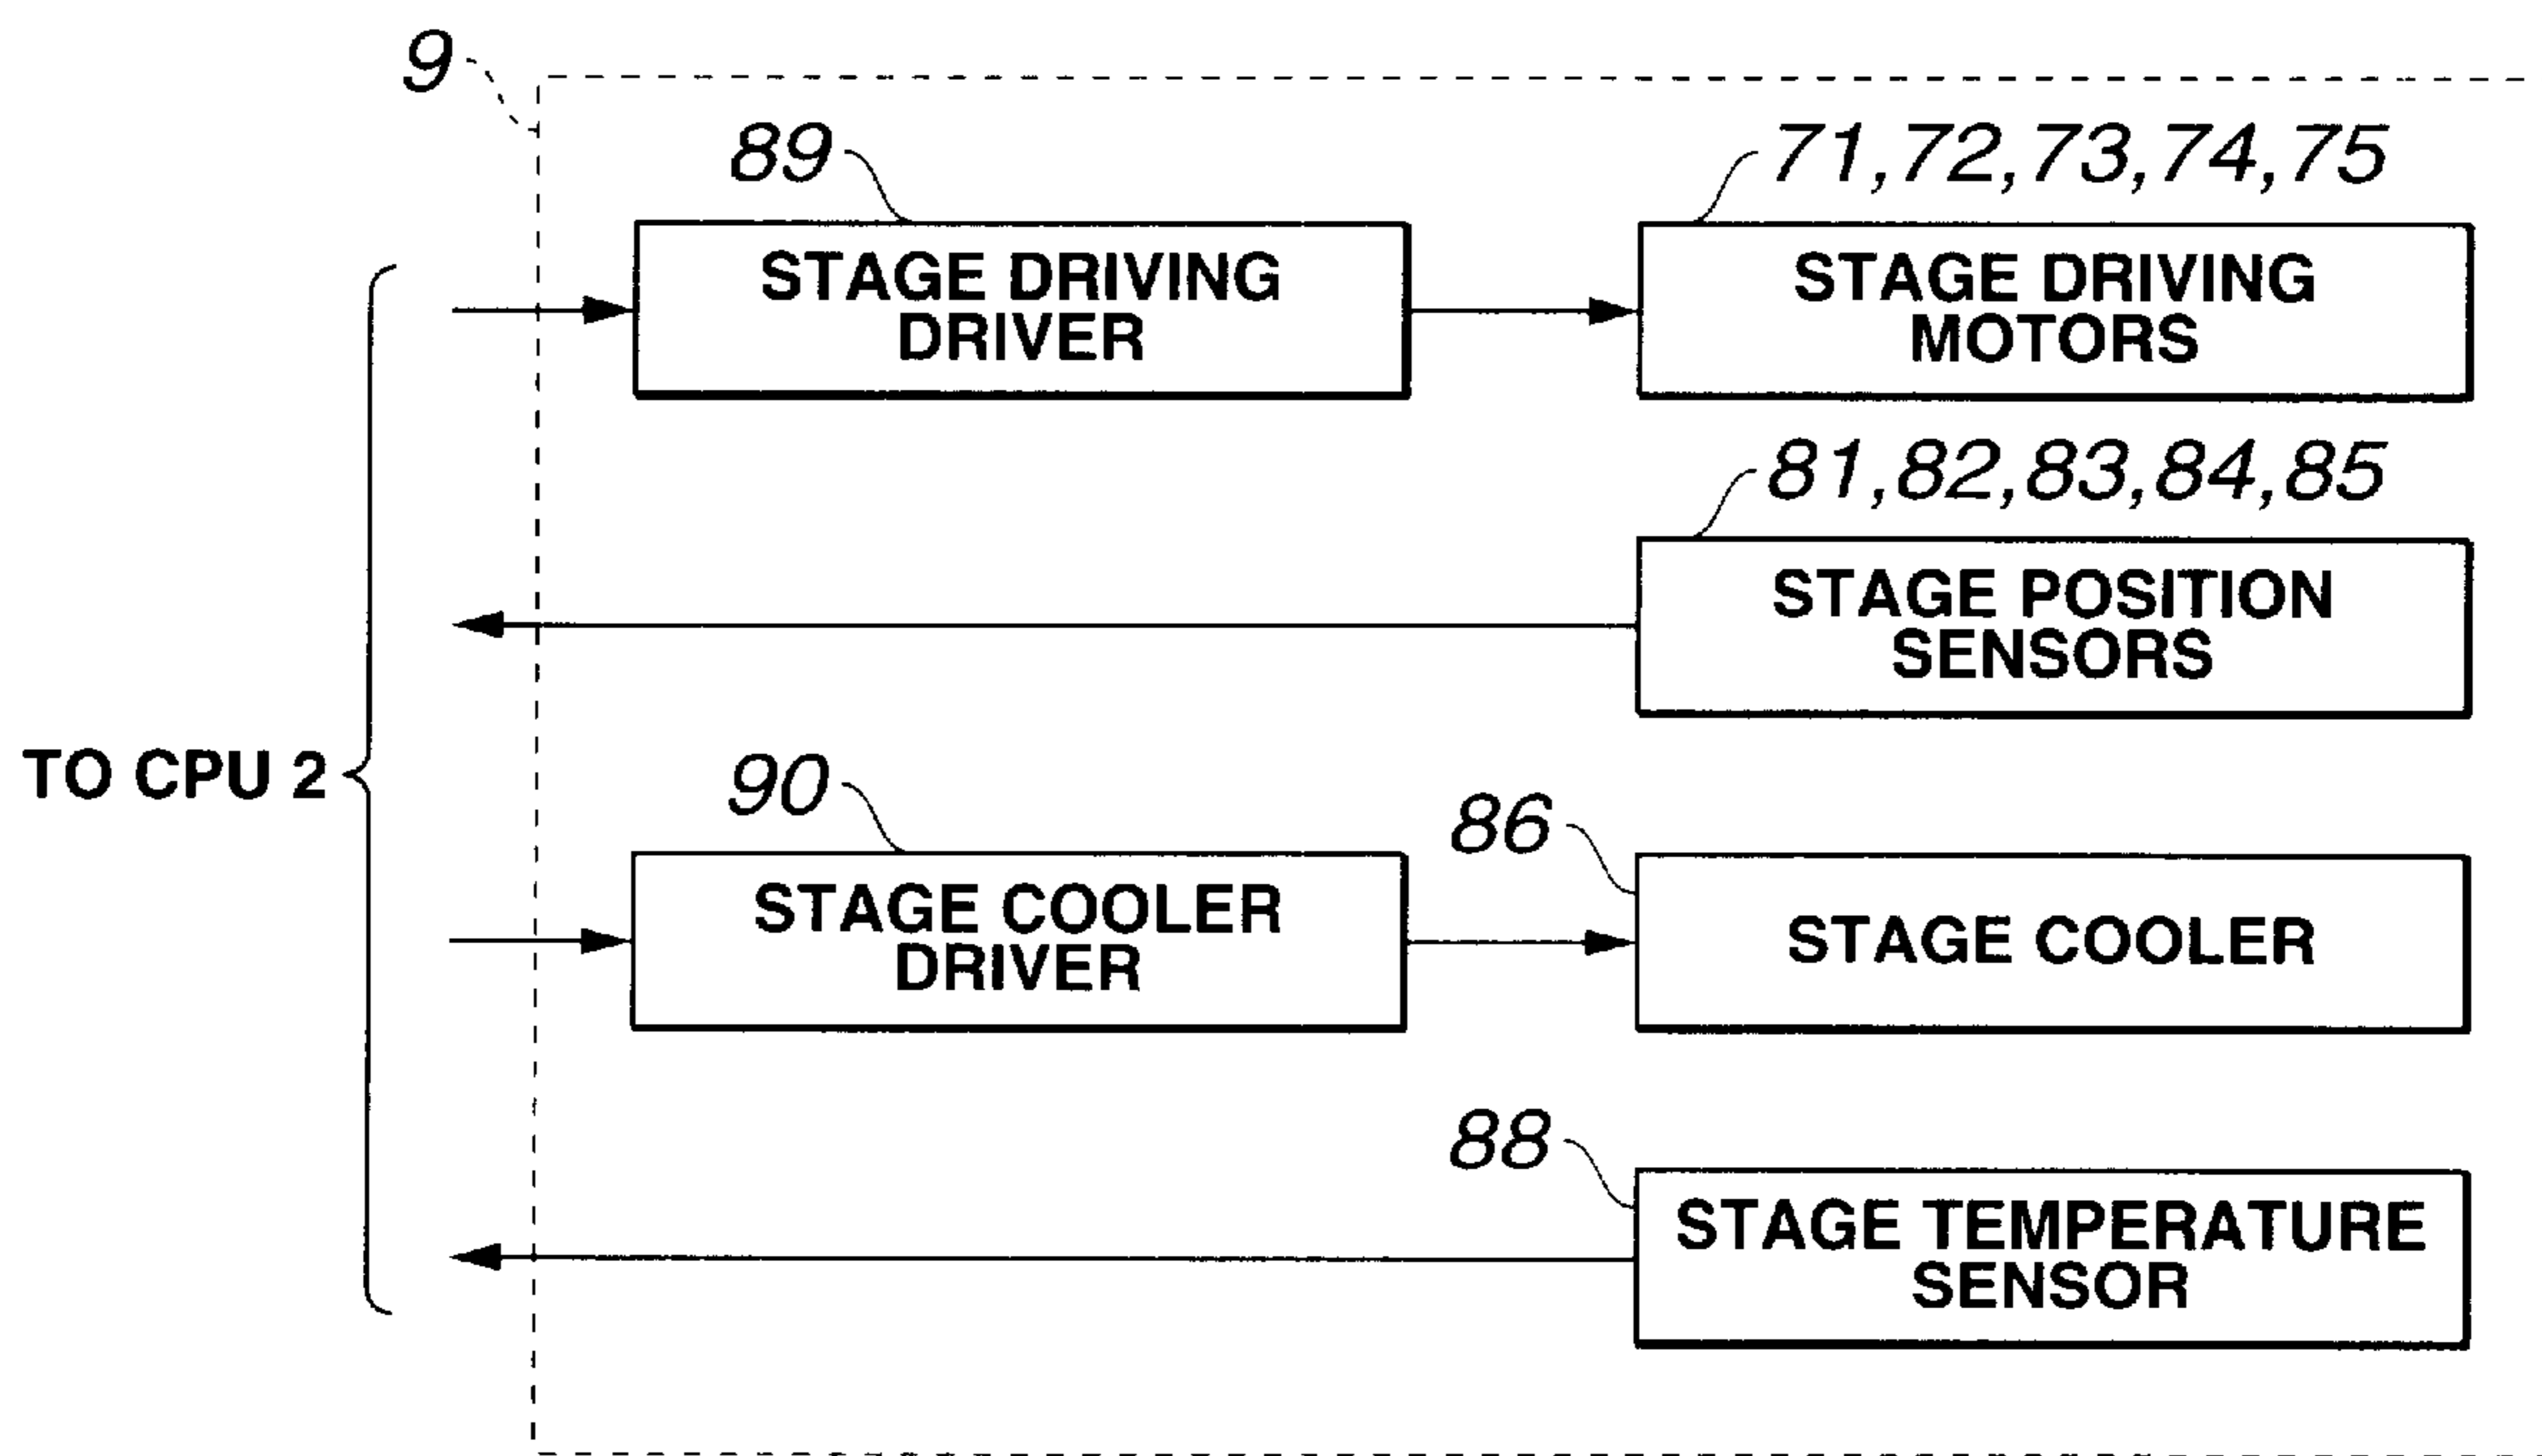 9
89
71,72,73,74,75
STAGE DRIVING
DRIVER
STAGE DRIVING
MOTORS
81,82,83,84,85
STAGE POSITION
SENSORS
TO CPU 2
90
86
STAGE COOLER
DRIVER
STAGE COOLER
88
STAGE TEMPERATURE
SENSOR